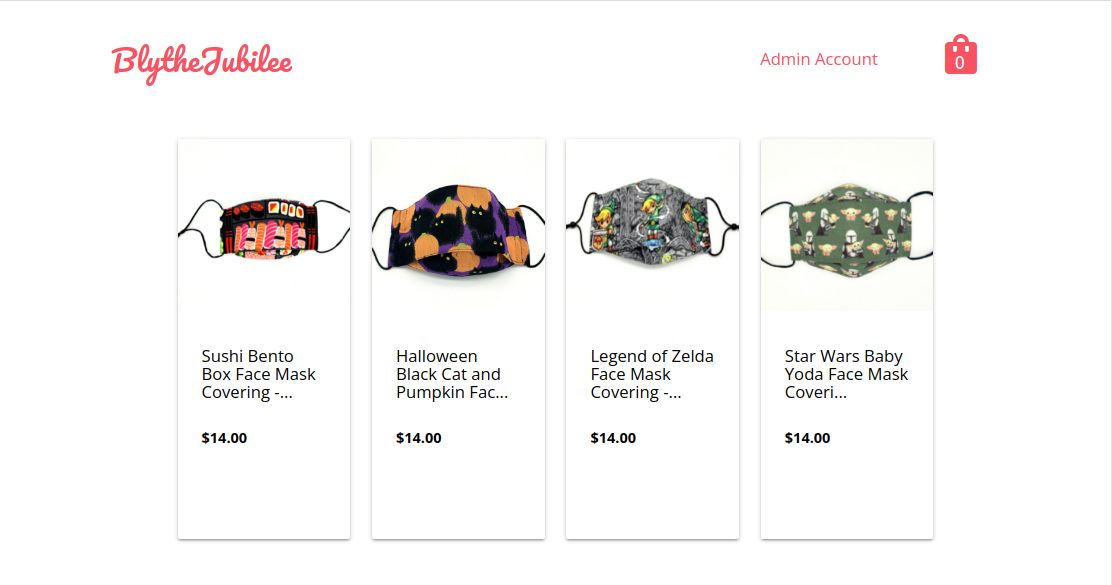 BlytheJubilee
Admin Account
0
Sushi Bento
Box Face Mask
Covering -...
$14.00
Halloween
Black Cat and
Pumpkin Fac...
$14.00
Legend of Zelda
Face Mask
Covering -...
$14.00
Star Wars Baby
Yoda Face Mask
Coveri...
$14.00